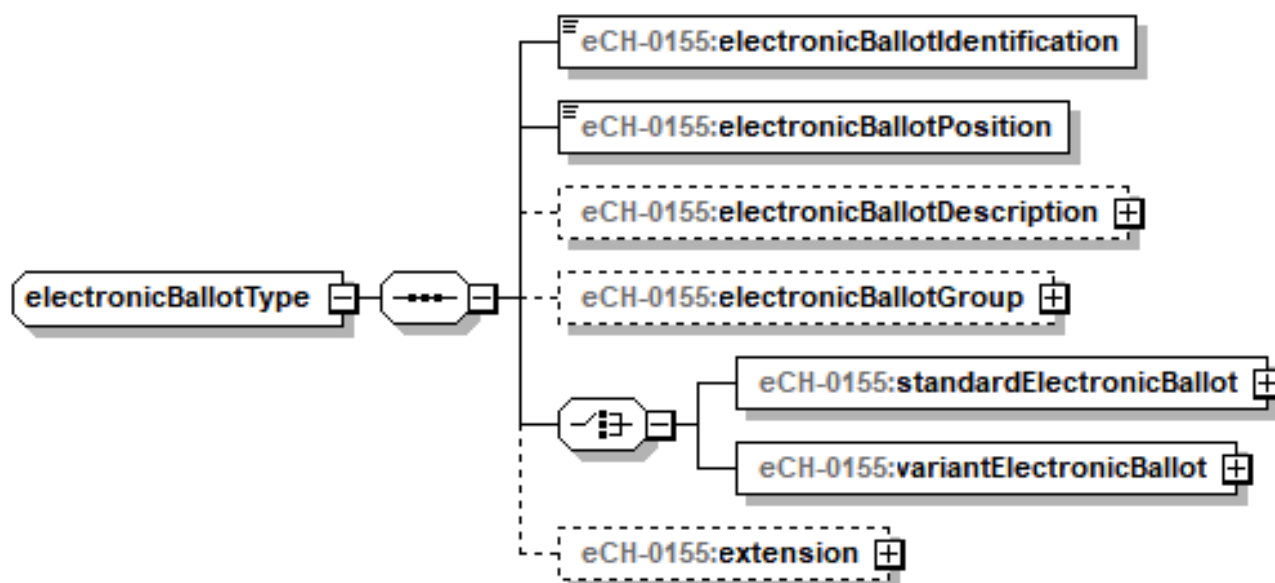 eCH-0155:electronicBallotIdentification
eCH-0155:electronicBallotPosition
eCH-0155:electronicBallotDescription
electronicBallotType
eCH-0155:electronicBallotGroup
eCH-0155:standardElectronicBallot
eCH-0155:variantElectronicBallot
eCH-0155:extension